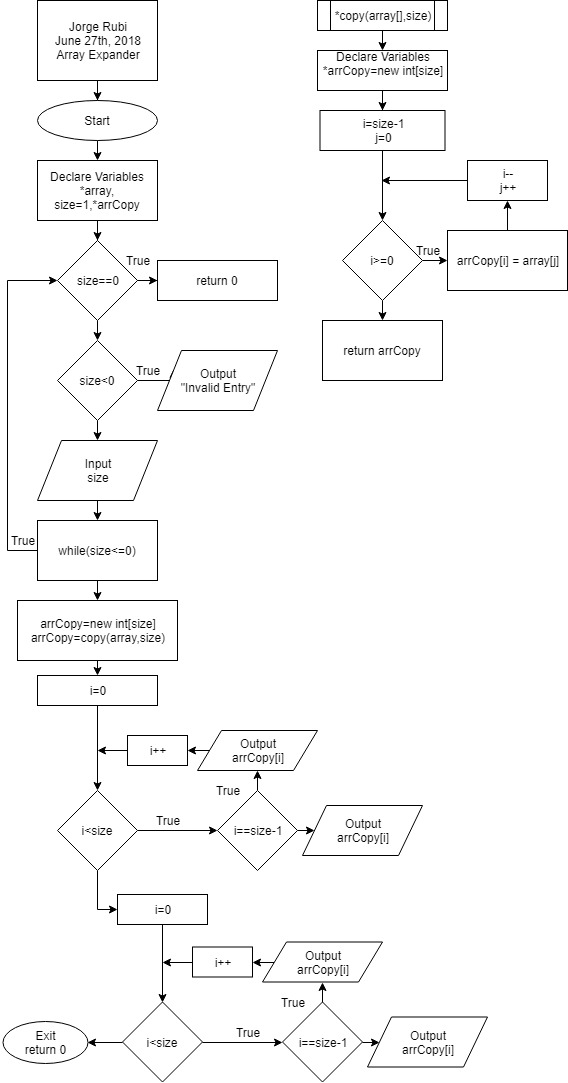 Jorge Rubi
June 27th, 2018
Array Expander
Start
Declare Variables
*array,
size=1,*arrCopy
size==0
True
return 0
size<0
True
Output
"Invalid Entry"
Input
size
True
while(size<=0)
arrCopy=new int[size]
arrCopy=copy(array,size)
i=0
i++
Output
arrCopy[i]
True
i<size
True
i==size-1
Output
arrCopy[i]
i=0
i++
Output
arrCopy[i]
True
Exit
return 0
i<size
True
i==size-1
Output
arrCopy[i]
*copy(array[],size)
Declare Variables
*arrCopy=new int[size]
i=size-1
j=0
i--
j++
i>=0
True
arrCopy[i] = array[j]
return arrCopy